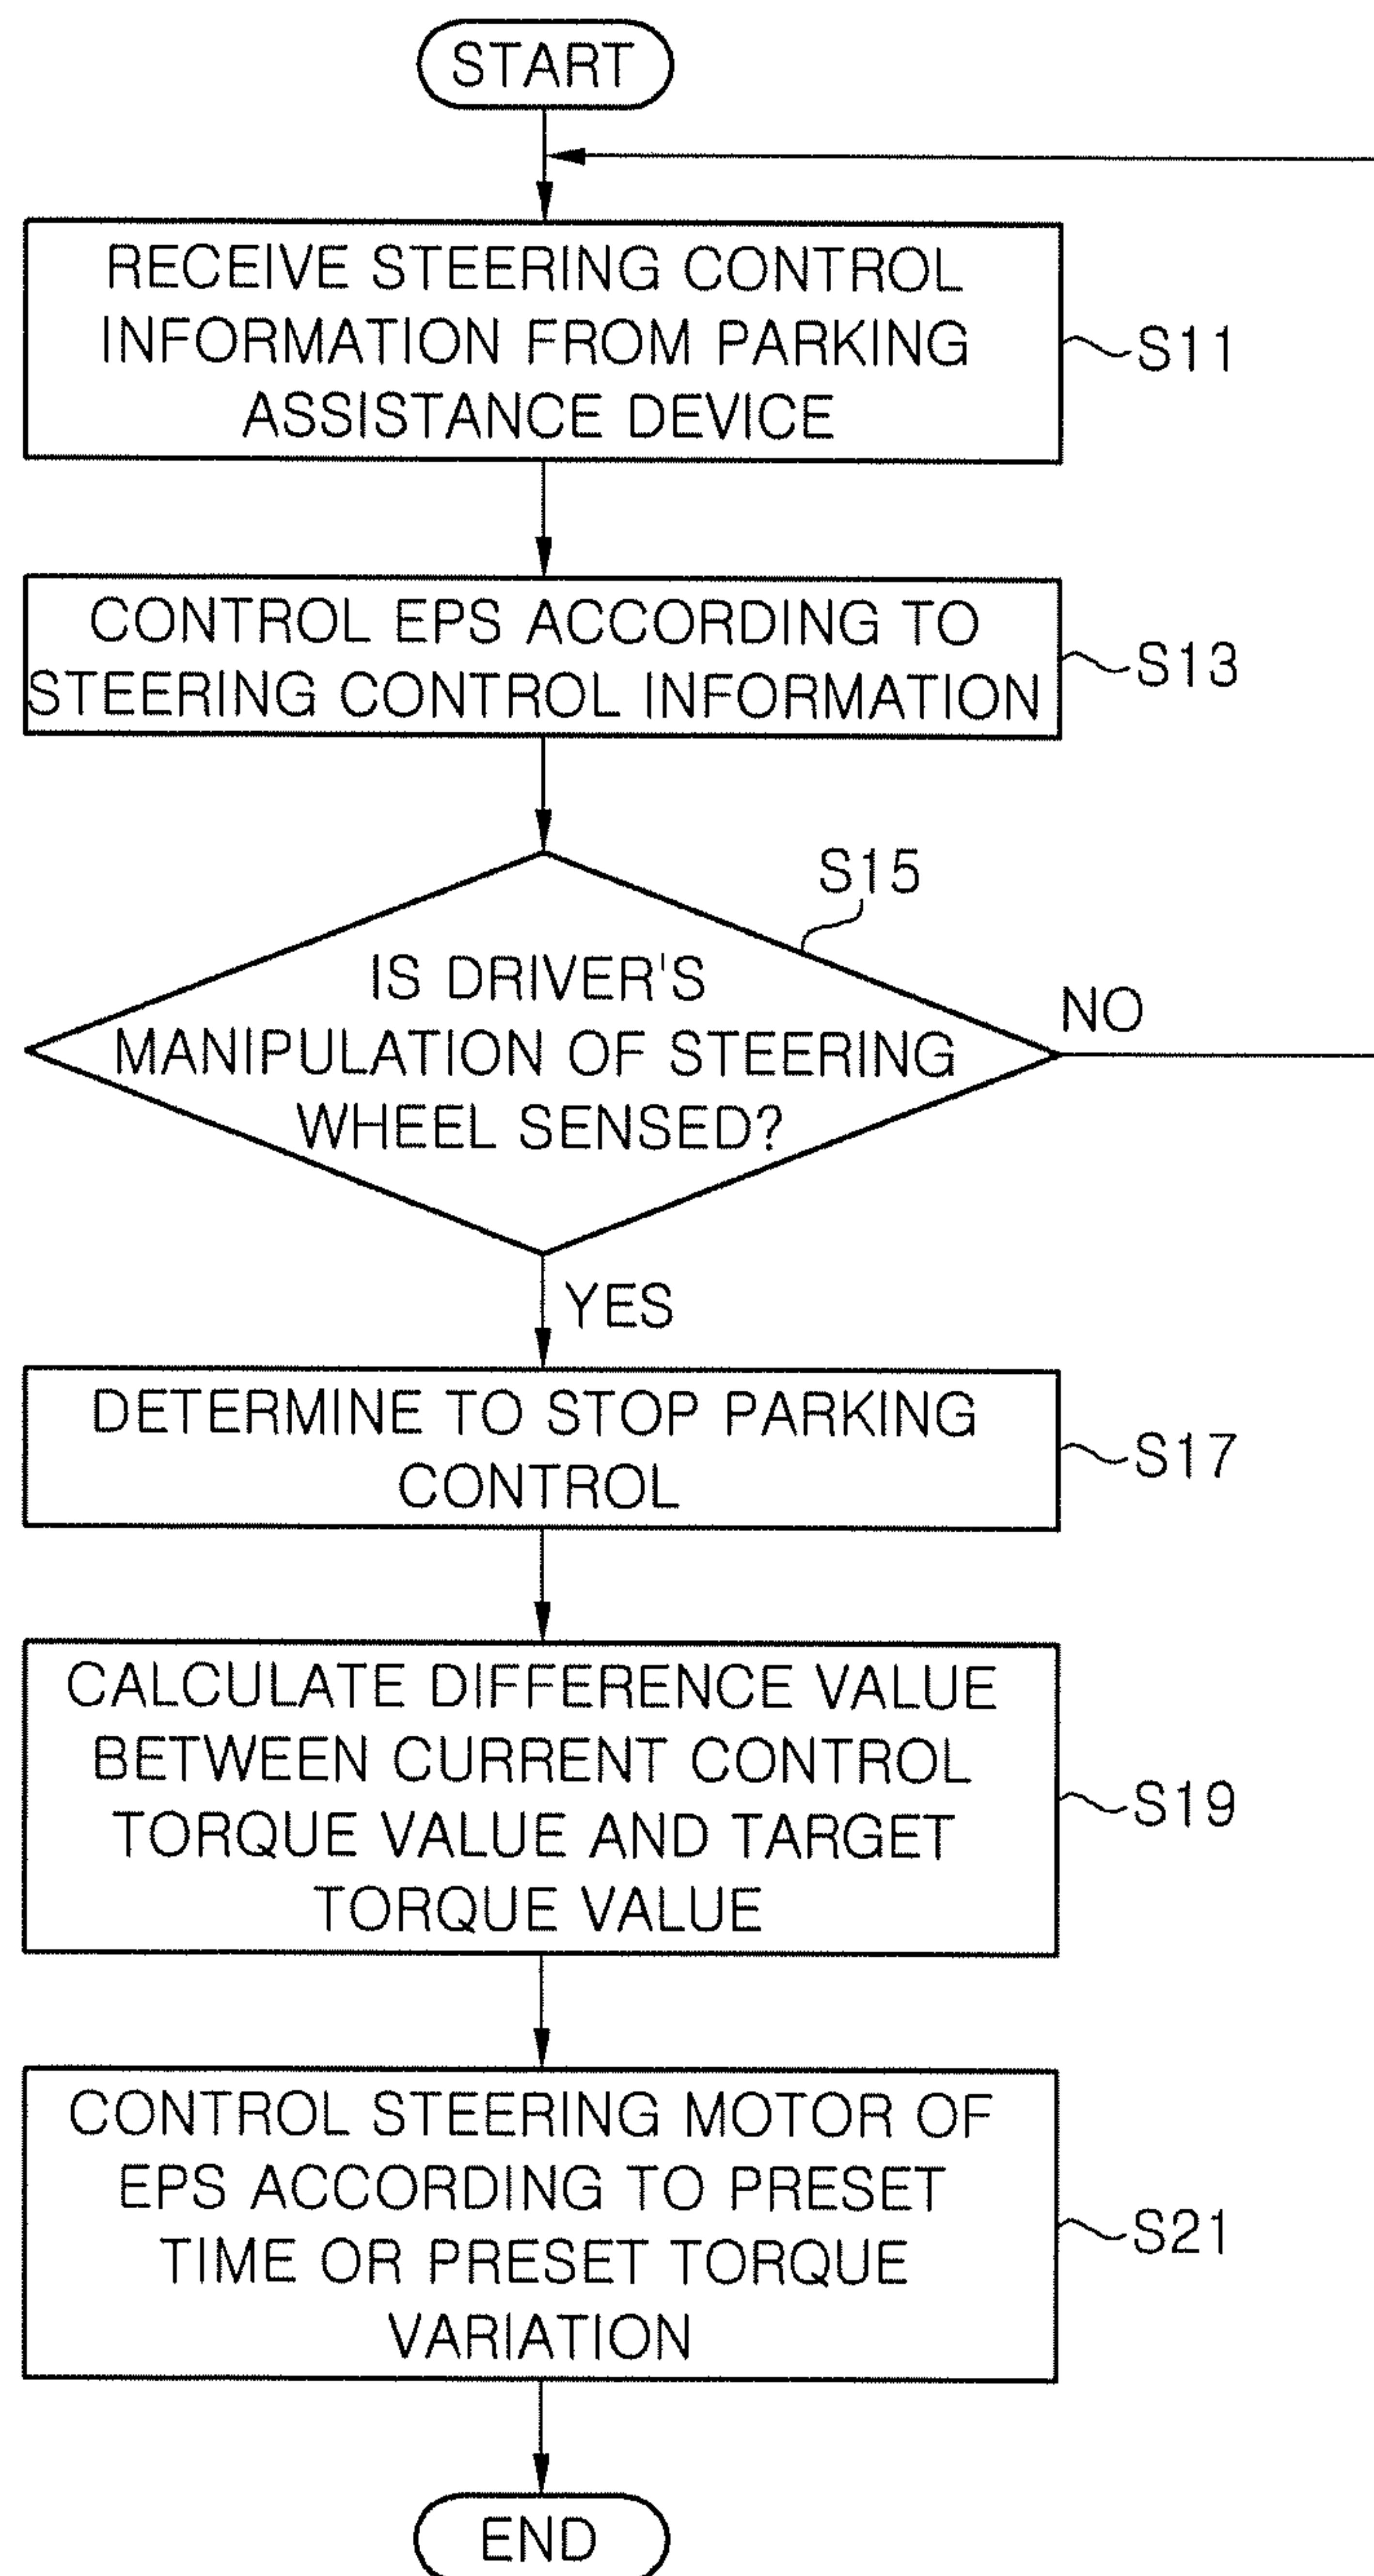 START
RECEIVE STEERING CONTROL
INFORMATION FROM PARKING
ASSISTANCE DEVICE
S11
CONTROL EPS ACCORDING TO
STEERING CONTROL INFORMATION
S13
S15
IS DRIVER'S
MANIPULATION OF STEERING
WHEEL SENSED?
NO
YES
DETERMINE TO STOP PARKING
CONTROL
S17
CALCULATE DIFFERENCE VALUE
BETWEEN CURRENT CONTROL
TORQUE VALUE AND TARGET
TORQUE VALUE
S19
CONTROL STEERING MOTOR OF
EPS ACCORDING TO PRESET
TIME OR PRESET TORQUE
VARIATION
S21
END